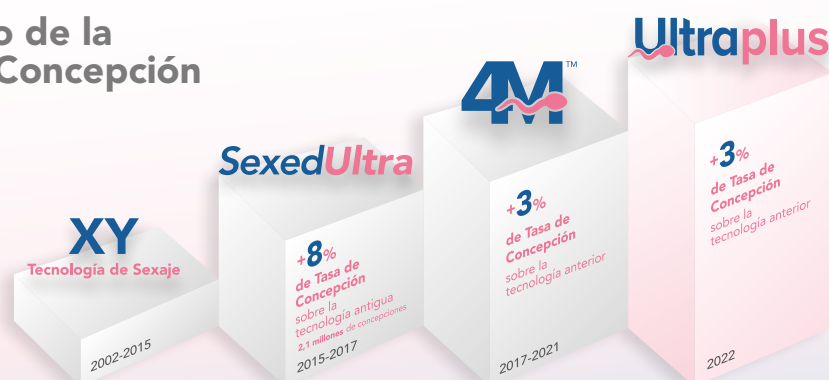 o de la
Concepción
XY
Tecnología de Sexaje
2002-2015
SexedUltra
+8%
de Tasa de
Concepción
sobre la
tecnología antigua
2,1 millones de concepciones
2015-2017
4M™
+3%
de Tasa de
Concepción
sobre la
tecnología anterior
2017-2021
Ultraplus
+3%
de Tasa de
Concepción
sobre la
tecnología anterior
2022